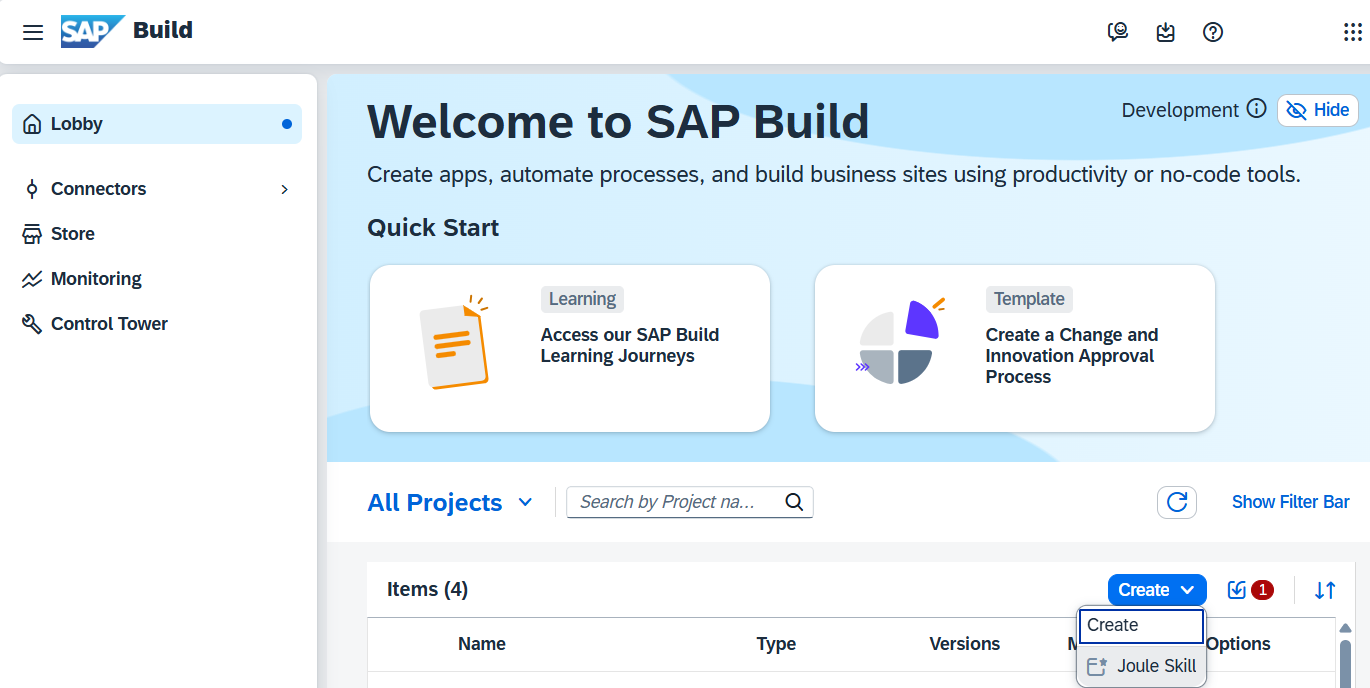 SAP Build
Lobby
Connectors
Store
Monitoring
Control Tower
Welcome to SAP Build
Development
Hide
Create apps, automate processes, and build business sites using productivity or no-code tools.
Quick Start
Learning
Access our SAP Build
Learning Journeys
Template
Create a Change and
Innovation Approval
Process
All Projects
Search by Project na...
Show Filter Bar
Items (4)
Create
1
Create
Joule Skill
Name Type Versions M Options